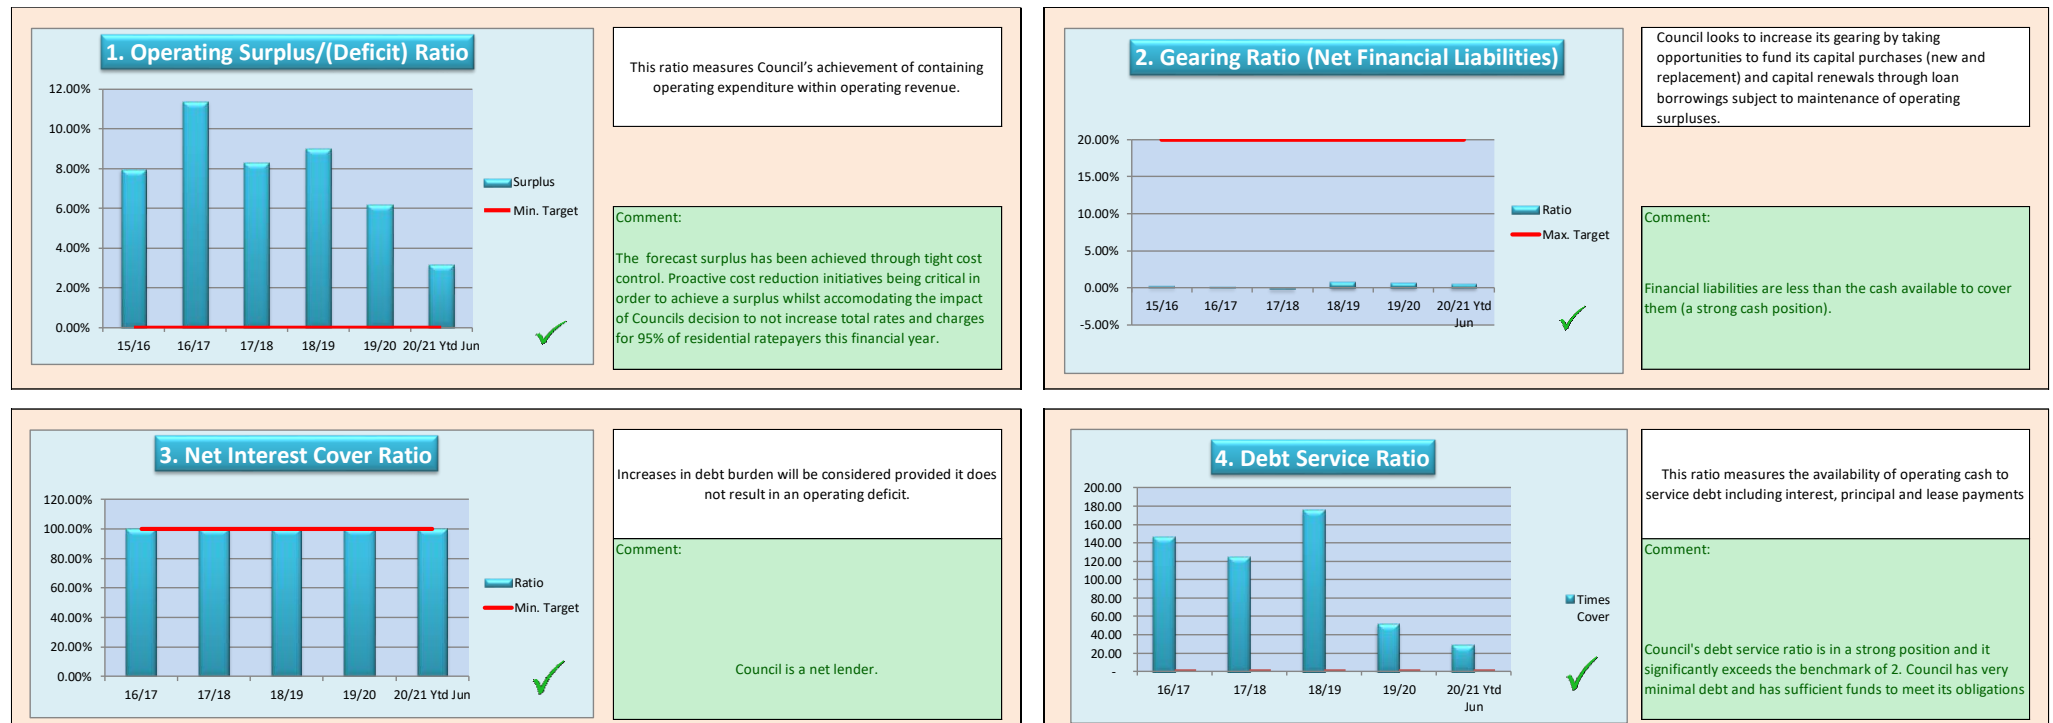 1. Operating Surplus/(Deficit) Ratio
12.00%
10.00%
8.00%
6.00%
4.00%
2.00%
0.00%
15/16
16/17
17/18
18/19
19/20
20/21 Ytd Jun
Surplus
Min. Target
This ratio measures Council’s achievement of containing
operating expenditure within operating revenue.
Comment:
The  forecast surplus has been achieved through tight cost
control. Proactive cost reduction initiatives being critical in
order to achieve a surplus whilst accomodating the impact
of Councils decision to not increase total rates and charges
for 95% of residential ratepayers this financial year.
2. Gearing Ratio (Net Financial Liabilities)
20.00%
15.00%
10.00%
5.00%
0.00%
-5.00%
15/16
16/17
17/18
18/19
19/20
20/21 Ytd
Jun
Ratio
Max. Target
Council looks to increase its gearing by taking
opportunities to fund its capital purchases (new and
replacement) and capital renewals through loan
borrowings subject to maintenance of operating
surpluses.
Comment:
Financial liabilities are less than the cash available to cover
them (a strong cash position).
3. Net Interest Cover Ratio
120.00%
100.00%
80.00%
60.00%
40.00%
20.00%
0.00%
16/17
17/18
18/19
19/20
20/21 Ytd Jun
Ratio
Min. Target
Increases in debt burden will be considered provided it does
not result in an operating deficit.
Comment:
Council is a net lender.
4. Debt Service Ratio
200.00
180.00
160.00
140.00
120.00
100.00
80.00
60.00
40.00
20.00
-
16/17
17/18
18/19
19/20
20/21 Ytd
Jun
Times
Cover
This ratio measures the availability of operating cash to
service debt including interest, principal and lease payments
Comment:
Council's debt service ratio is in a strong position and it
significantly exceeds the benchmark of 2. Council has very
minimal debt and has sufficient funds to meet its obligations